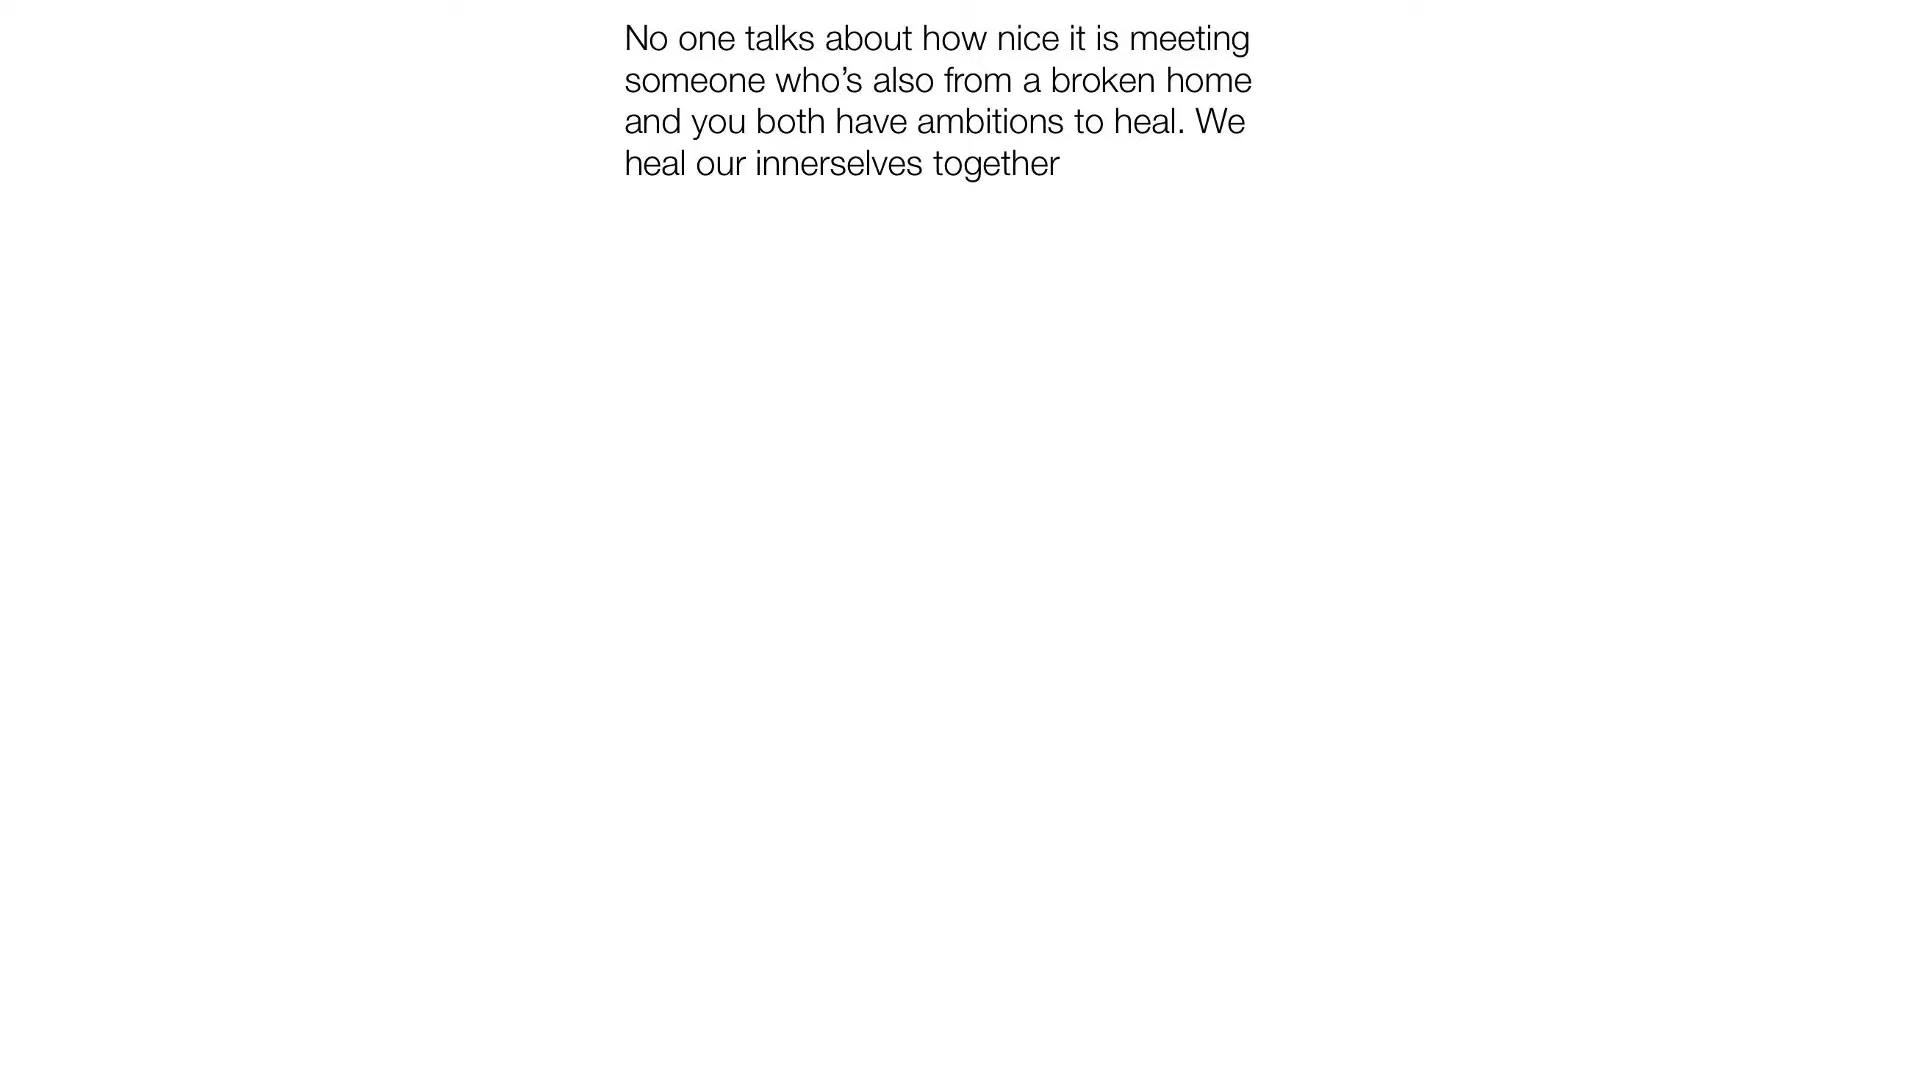 No one talks about how nice it is meeting
someone who’s also from a broken home
and you both have ambitions to heal. We
heal our innerselves together